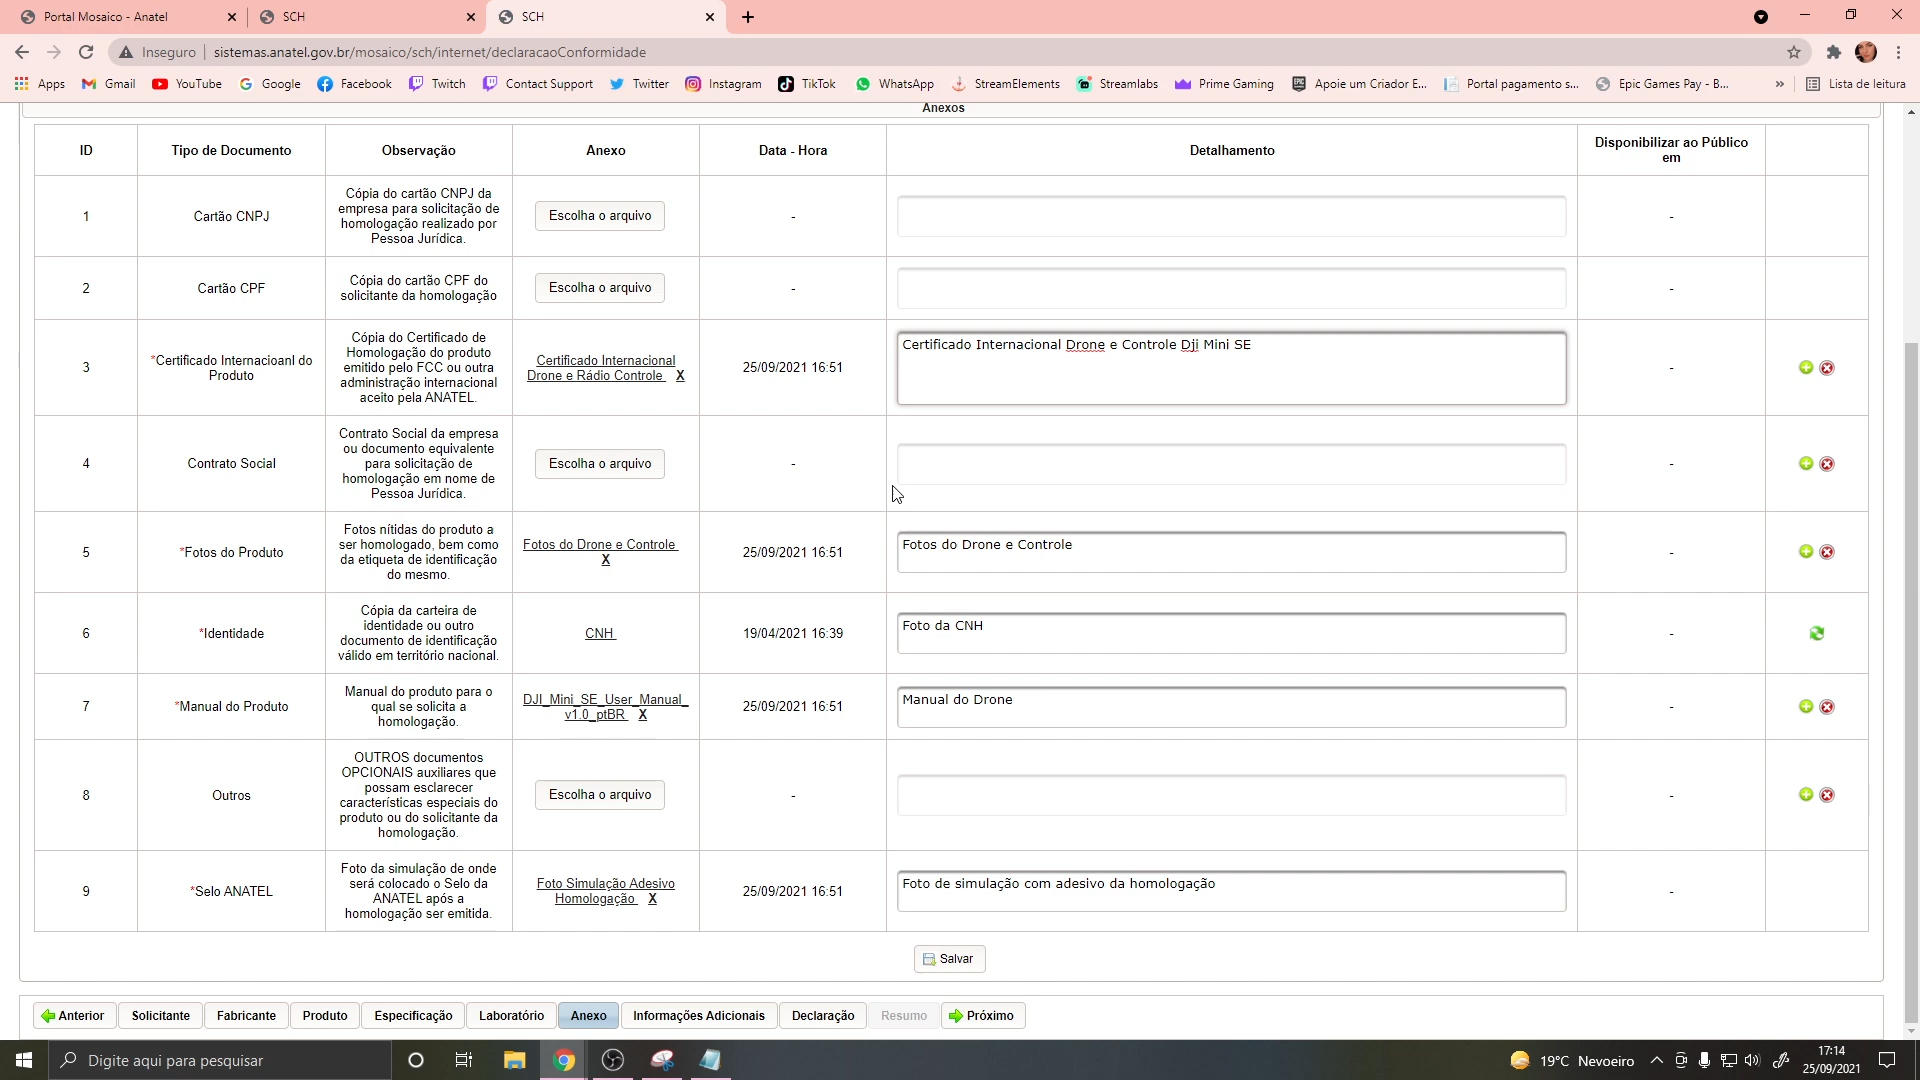 Portal Mosaico - Anatel
SCH
SCH
Inseguro
sistemas.anatel.gov.br/mosaico/sch/internet/declaracaoConformidade
Apps
Gmail
YouTube
Google
Facebook
Twitch
Contact Support
Twitter
Instagram
TikTok
WhatsApp
StreamElements
Streamlabs
Prime Gaming
Apoie um Criador E...
Portal pagamento s...
Epic Games Pay - B...
»
Lista de leitura
Anexos
ID
Tipo de Documento
Observação
Anexo
Data - Hora
Detalhamento
Disponibilizar ao Público
em
1
Cartão CNPJ
Cópia do cartão CNPJ da
empresa para solicitação de
homologação realizado por
Pessoa Jurídica.
Escolha o arquivo
-
-
2
Cartão CPF
Cópia do cartão CPF do
solicitante da homologação
Escolha o arquivo
-
-
3
*Certificado Internacioanl do
Produto
Cópia do Certificado de
Homologação do produto
emitido pelo FCC ou outra
administração internacional
aceito pela ANATEL.
Certificado Internacional
Drone e Rádio Controle X
25/09/2021 16:51
Certificado Internacional Drone e Controle Dji Mini SE
-
4
Contrato Social
Contrato Social da empresa
ou documento equivalente
para solicitação de
homologação em nome de
Pessoa Jurídica.
Escolha o arquivo
-
-
5
*Fotos do Produto
Fotos nítidas do produto a
ser homologado, bem como
da etiqueta de identificação
do mesmo.
Fotos do Drone e Controle
X
25/09/2021 16:51
Fotos do Drone e Controle
-
6
*Identidade
Cópia da carteira de
identidade ou outro
documento de identificação
válido em território nacional.
CNH
19/04/2021 16:39
Foto da CNH
-
7
*Manual do Produto
Manual do produto para o
qual se solicita a
homologação.
DJI_Mini_SE_User_Manual_
v1.0_ptBR X
25/09/2021 16:51
Manual do Drone
-
8
Outros
OUTROS documentos
OPCIONAIS auxiliares que
possam esclarecer
características especiais do
produto ou do solicitante da
homologação.
Escolha o arquivo
-
-
9
*Selo ANATEL
Foto da simulação de onde
será colocado o Selo da
ANATEL após a
homologação ser emitida.
Foto Simulação Adesivo
Homologação X
25/09/2021 16:51
Foto de simulação com adesivo da homologação
-
Salvar
Anterior
Solicitante
Fabricante
Produto
Especificação
Laboratório
Anexo
Informações Adicionais
Declaração
Resumo
Próximo
Digite aqui para pesquisar
19°C Nevoeiro
17:14
25/09/2021